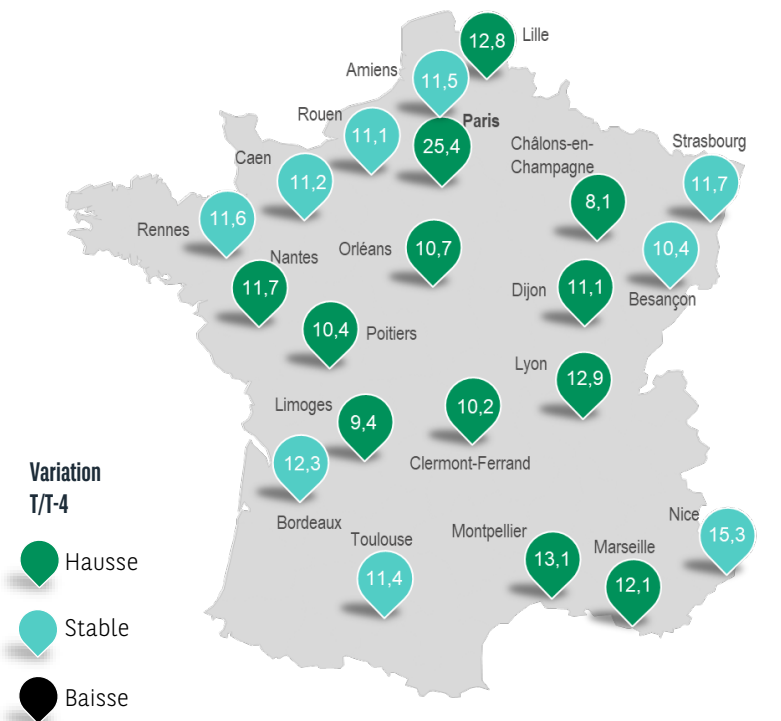 12,8
Lille
Amiens
11,5
Rouen
11,1
Paris
25,4
Châlons-en-
Champagne
8,1
Strasbourg
11,7
Caen
11,2
Rennes
11,6
Nantes
11,7
Orléans
10,7
Dijon
11,1
10,4
Besançon
10,4
Poitiers
Lyon
12,9
Limoges
9,4
10,2
Clermont-Ferrand
12,3
Bordeaux
Toulouse
11,4
Montpellier
13,1
Marseille
12,1
Nice
15,3
Variation
T/T-4
Hausse
Stable
Baisse